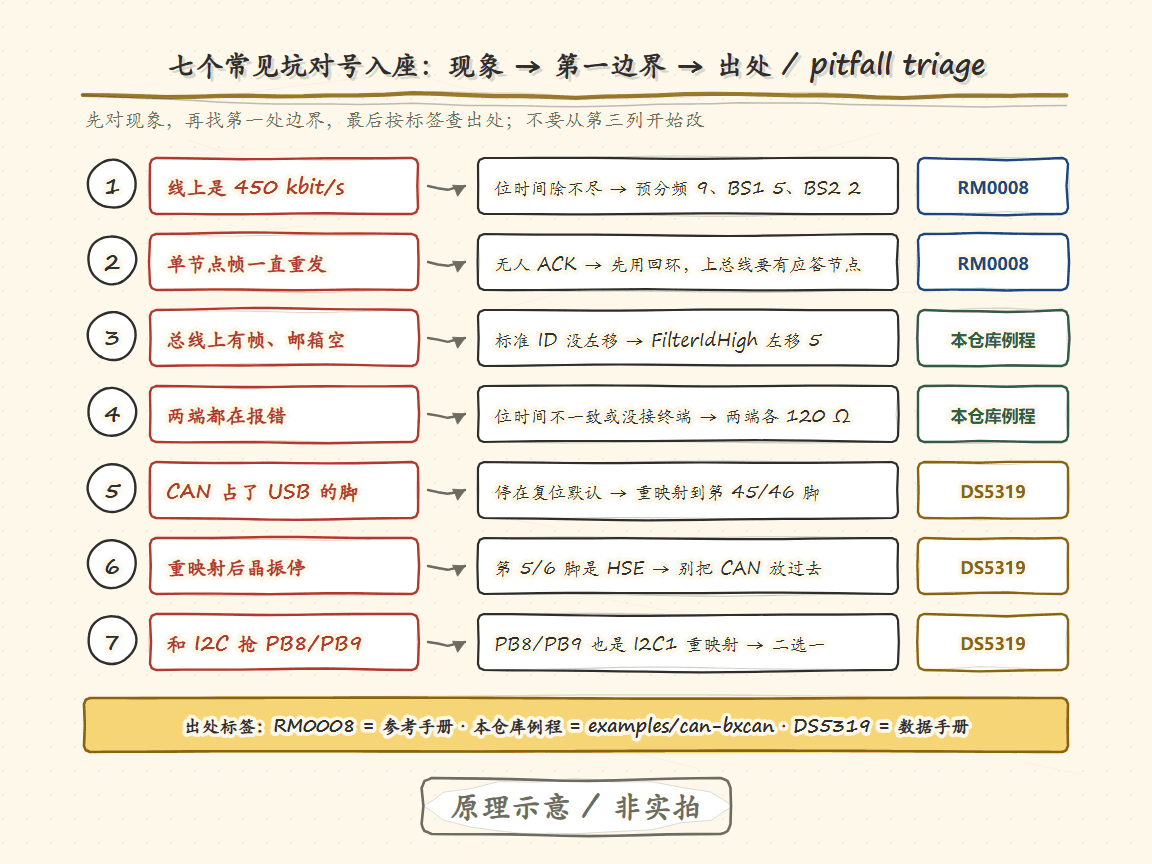 七个常见坑对号入座：现象 → 第一边界 → 出处 / pitfall triage
先对现象，再找第一处边界，最后按标签查出处；不要从第三列开始改
1 线上是 450 kbit/s 位时间除不尽 → 预分频 9、BS1 5、BS2 2 RM0008
2 单节点帧一直重发 无人 ACK → 先用回环，上总线要有应答节点 RM0008
3 总线上有帧、邮箱空 标准 ID 没左移 → FilterIdHigh 左移 5 本仓库例程
4 两端都在报错 位时间不一致或没接终端 → 两端各 120 Ω 本仓库例程
5 CAN 占了 USB 的脚 停在复位默认 → 重映射到第 45/46 脚 DS5319
6 重映射后晶振停 第 5/6 脚是 HSE → 别把 CAN 放过去 DS5319
7 和 I2C 抢 PB8/PB9 PB8/PB9 也是 I2C1 重映射 → 二选一 DS5319
出处标签：RM0008 = 参考手册 · 本仓库例程 = examples/can-bxcan · DS5319 = 数据手册
原理示意 / 非实拍